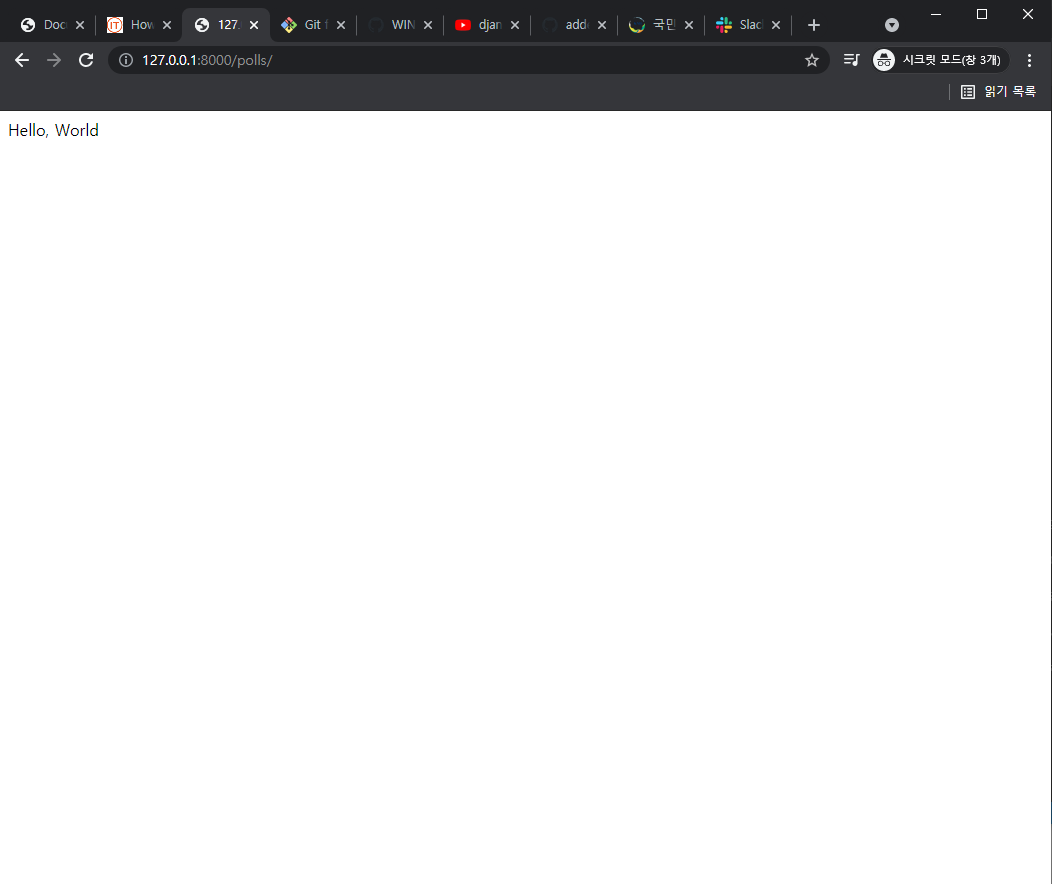 Doc
How
127.
Git f
WIN
djan
adde
국민
Slac
127.0.0.1:8000/polls/
시크릿 모드(창 3개)
읽기 목록
Hello, World